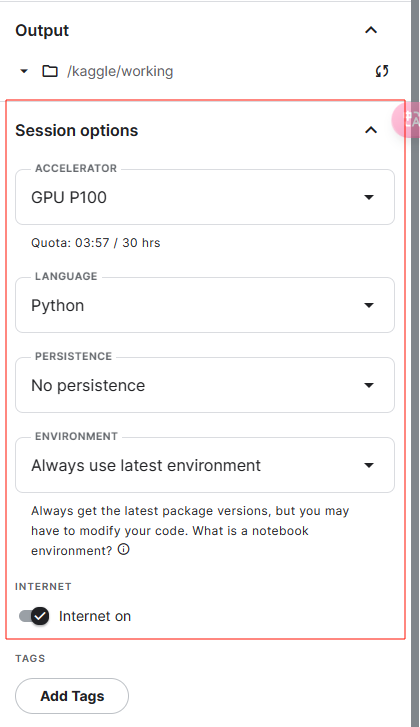 Output
/kaggle/working
Session options
ACCELERATOR
GPU P100
Quota: 03:57 / 30 hrs
LANGUAGE
Python
PERSISTENCE
No persistence
ENVIRONMENT
Always use latest environment
Always get the latest package versions, but you may
have to modify your code. What is a notebook
environment?
INTERNET
Internet on
TAGS
Add Tags